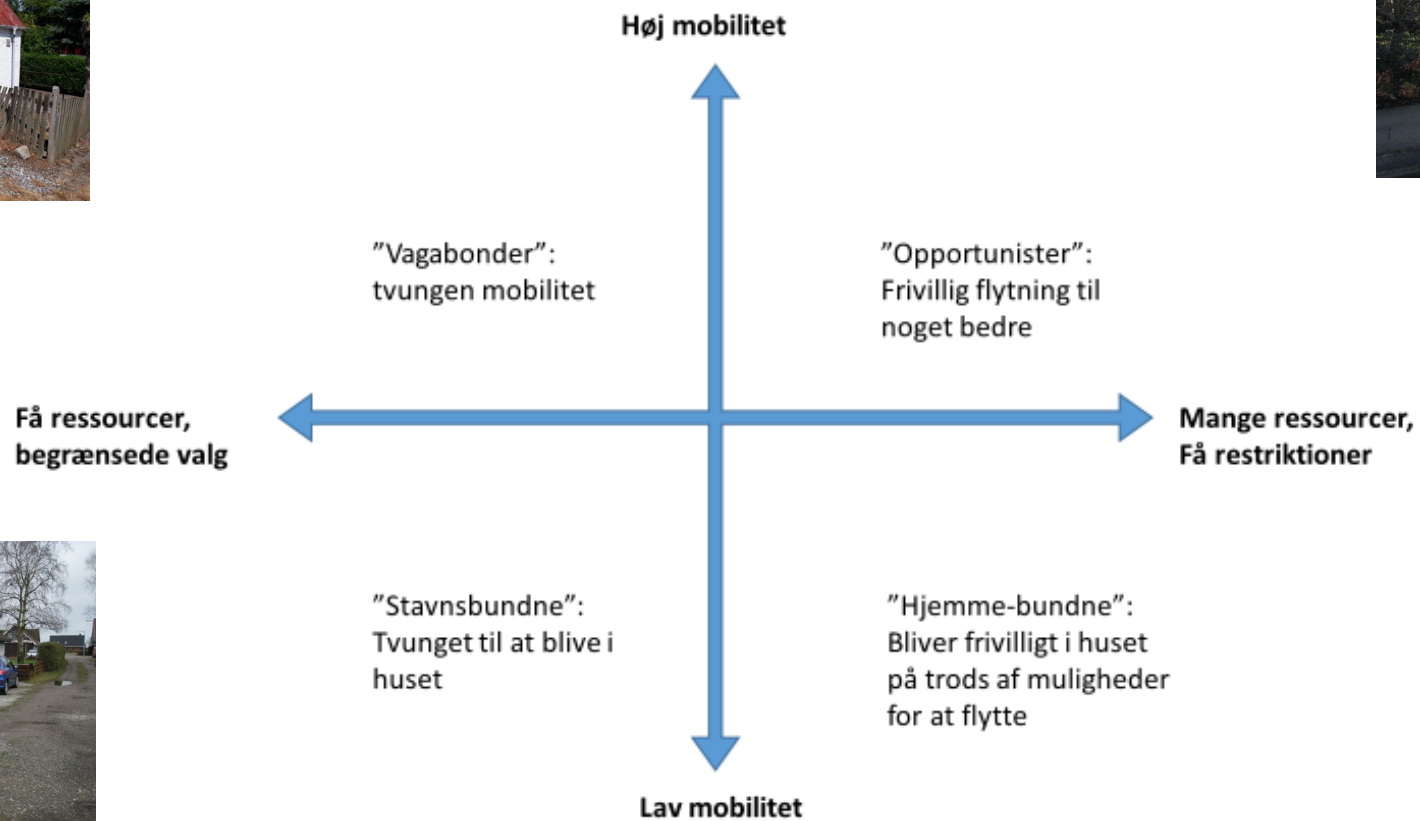 Høj mobilitet
”Vagabonder”:
tvungen mobilitet
”Opportunister”:
Frivillig flytning til
noget bedre
Få ressourcer,
begrænsede valg
Mange ressourcer,
Få restriktioner
”Stavnsbundne”:
Tvunget til at blive i
huset
”Hjemme-bundne”:
Bliver frivilligt i huset
på trods af muligheder
for at flytte
Lav mobilitet